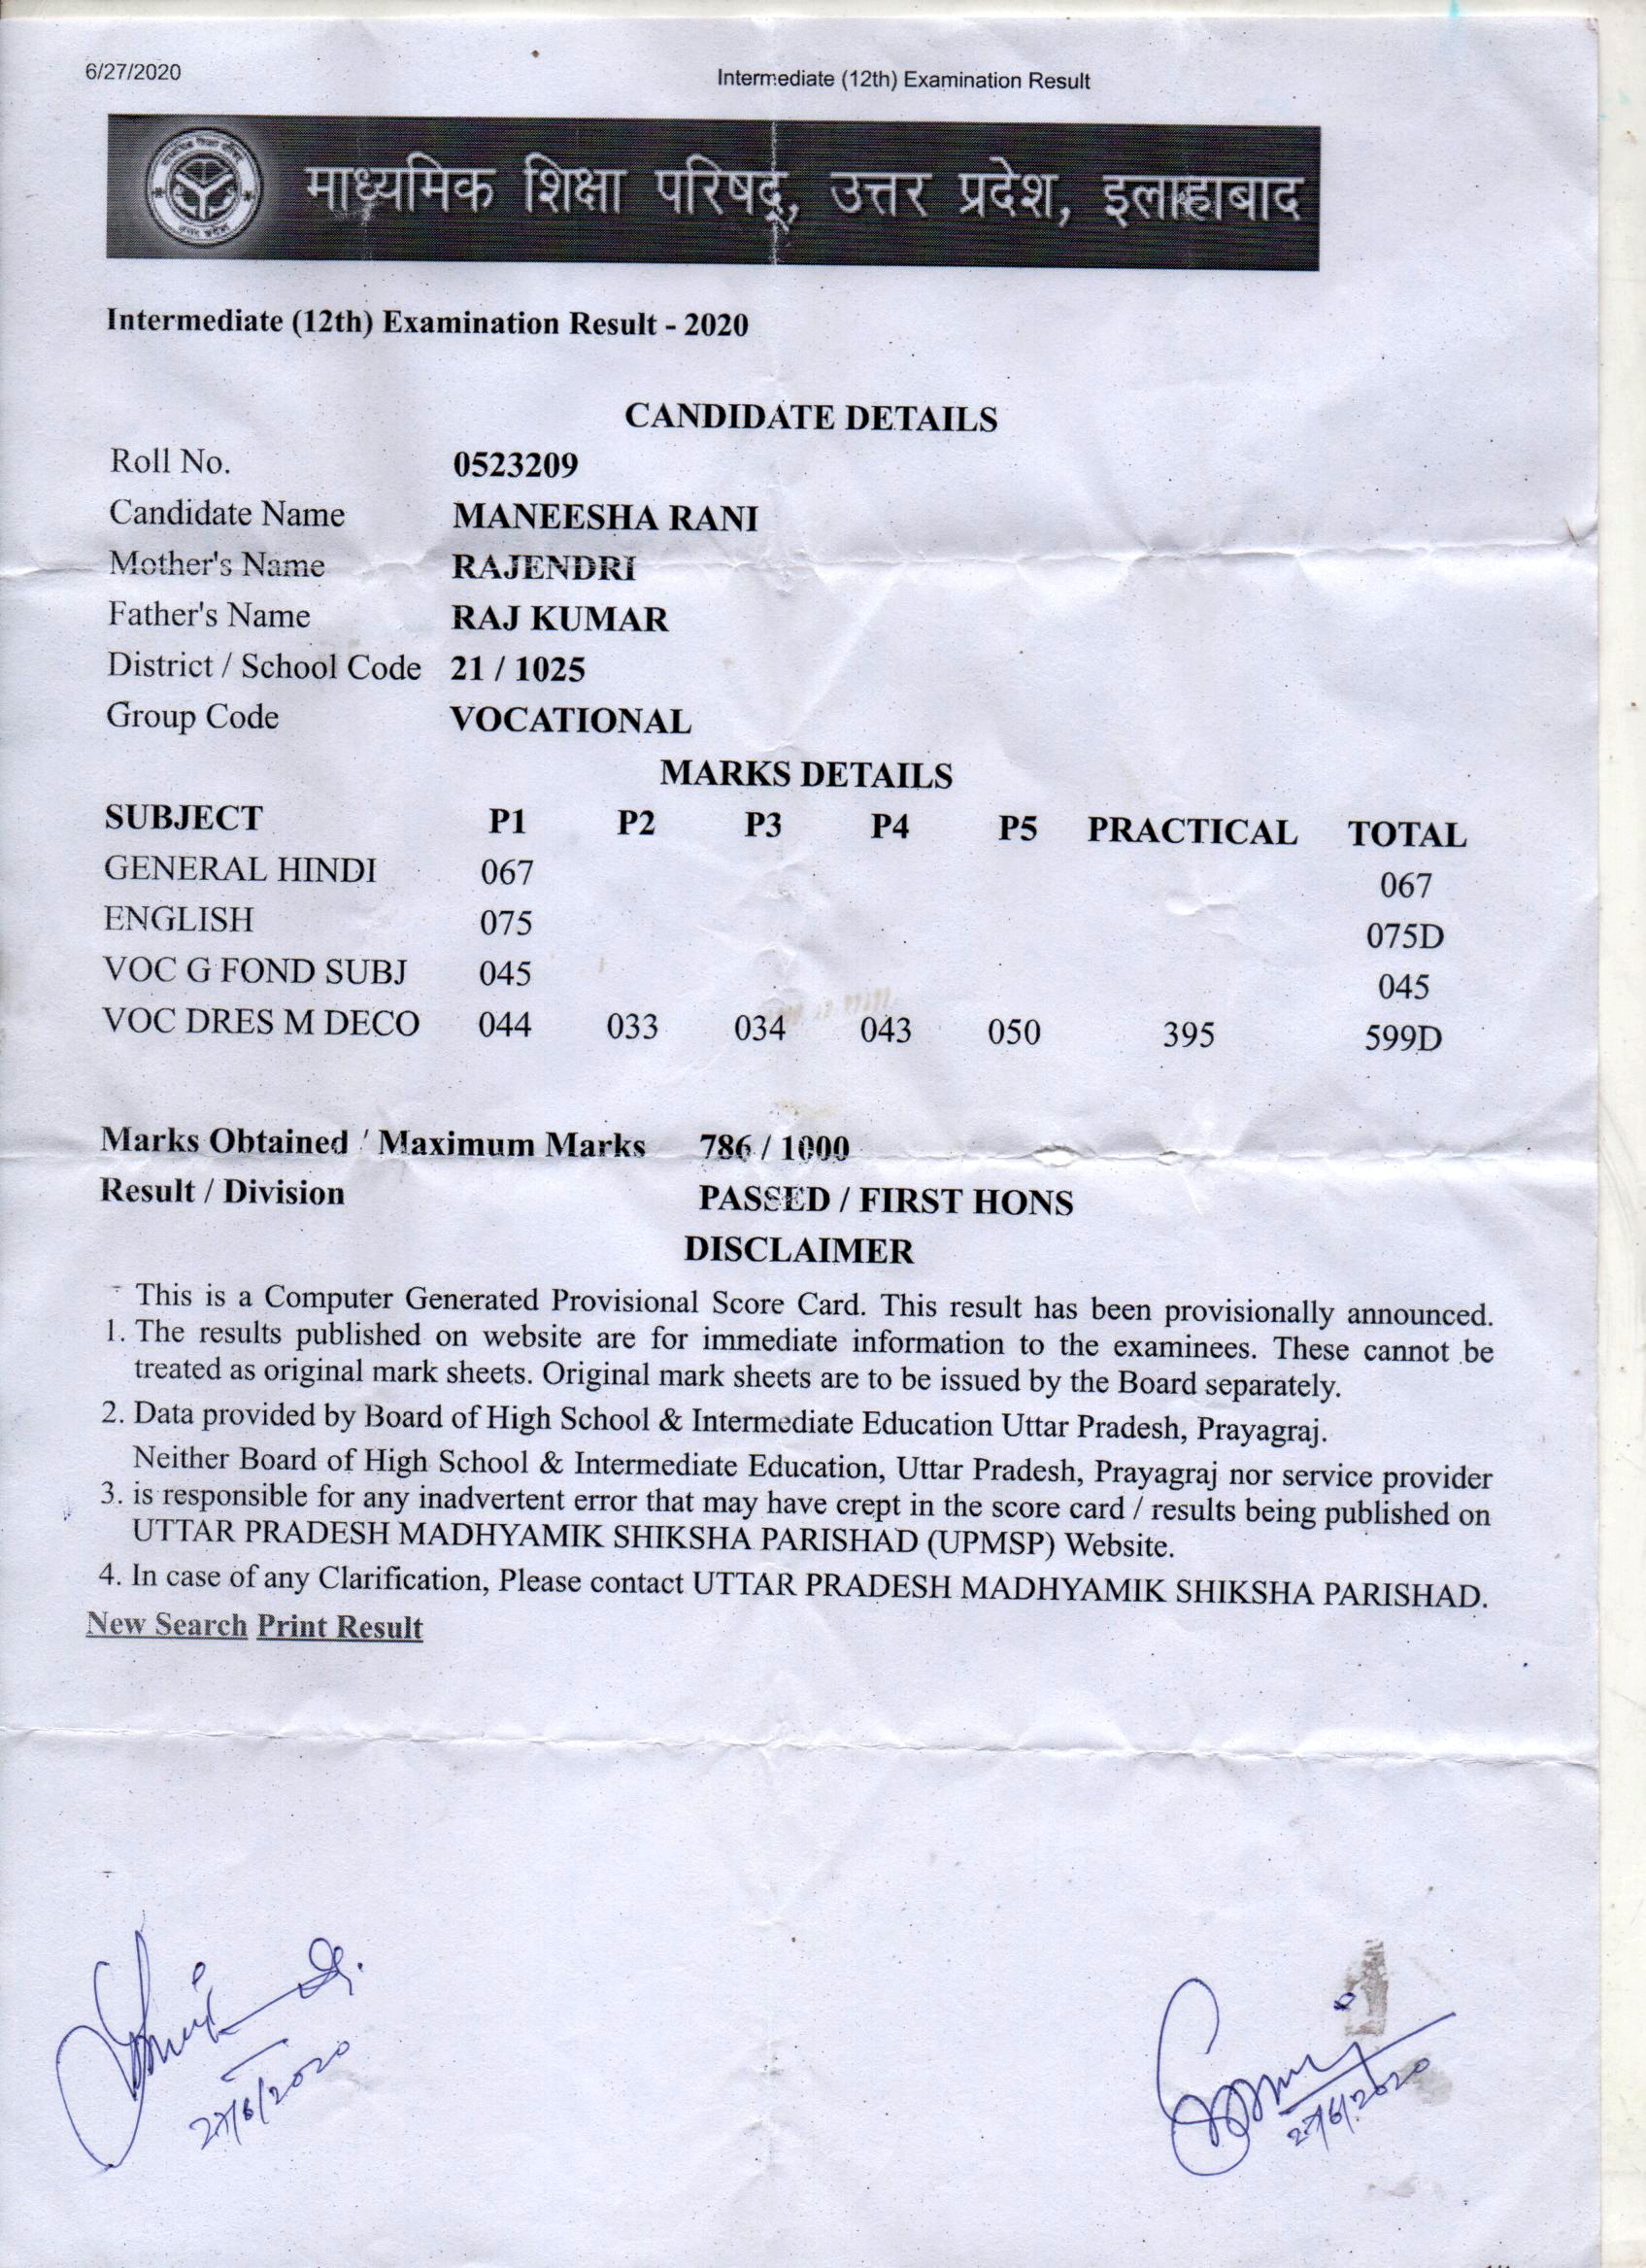 6/27/2020 Intermediate (12th) Examination Result
माध्यमिक शिक्षा परिषद्, उत्तर प्रदेश, इलाहाबाद
Intermediate (12th) Examination Result - 2020
CANDIDATE DETAILS
Roll No. 0523209
Candidate Name MANEESHA RANI
Mother's Name RAJENDRI
Father's Name RAJ KUMAR
District / School Code 21 / 1025
Group Code VOCATIONAL
MARKS DETAILS
SUBJECT P1 P2 P3 P4 P5 PRACTICAL TOTAL
GENERAL HINDI 067 067
ENGLISH 075 075D
VOC G FOND SUBJ 045 045
VOC DRES M DECO 044 033 034 043 050 395 599D
Marks Obtained / Maximum Marks 786 / 1000
Result / Division PASSED / FIRST HONS
DISCLAIMER
This is a Computer Generated Provisional Score Card. This result has been provisionally announced.
1. The results published on website are for immediate information to the examinees. These cannot be
treated as original mark sheets. Original mark sheets are to be issued by the Board separately.
2. Data provided by Board of High School & Intermediate Education Uttar Pradesh, Prayagraj.
Neither Board of High School & Intermediate Education, Uttar Pradesh, Prayagraj nor service provider
3. is responsible for any inadvertent error that may have crept in the score card / results being published on
UTTAR PRADESH MADHYAMIK SHIKSHA PARISHAD (UPMSP) Website.
4. In case of any Clarification, Please contact UTTAR PRADESH MADHYAMIK SHIKSHA PARISHAD.
New Search Print Result
27/6/2020
27/6/2020